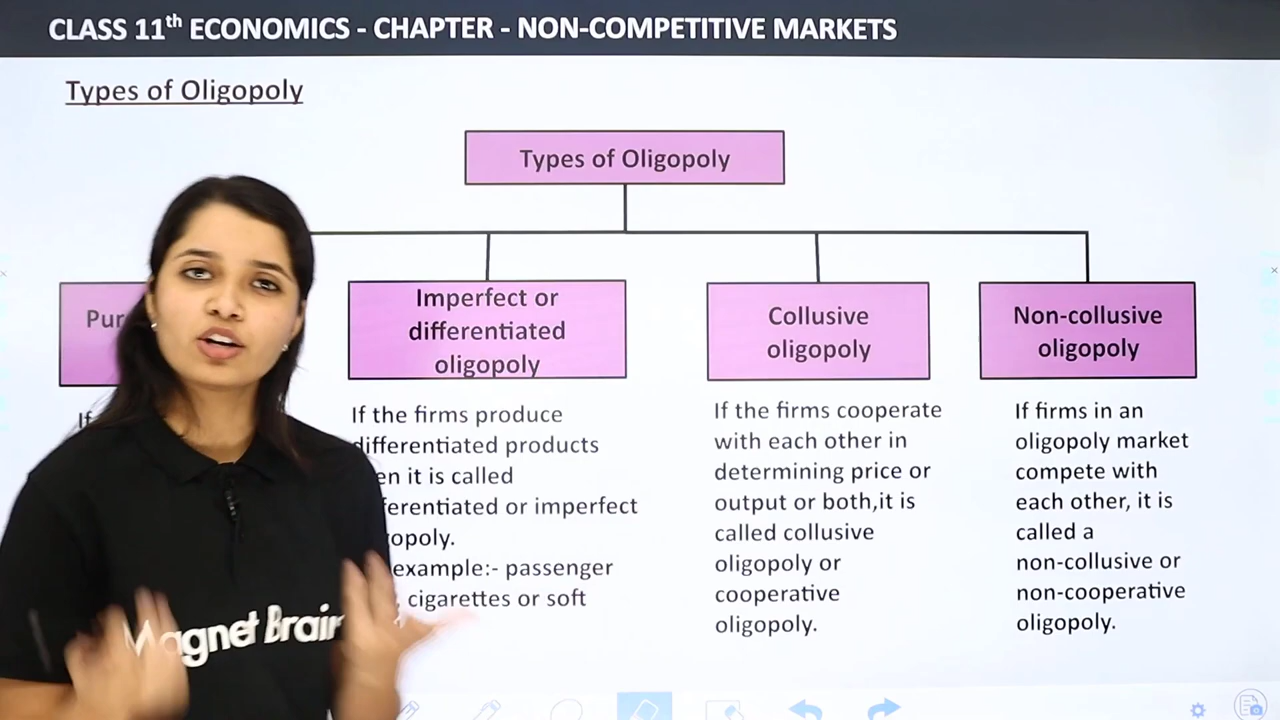 CLASS 11th ECONOMICS - CHAPTER - NON-COMPETITIVE MARKETS
Types of Oligopoly
Types of Oligopoly
Imperfect or
differentiated
oligopoly
If the firms produce
differentiated products
it is called
or imperfect
example:- passenger
cigarettes or soft
Collusive
oligopoly
If the firms cooperate
with each other in
determining price or
output or both,it is
called collusive
oligopoly or
cooperative
oligopoly.
Non-collusive
oligopoly
If firms in an
oligopoly market
compete with
each other, it is
called a
non-collusive or
non-cooperative
oligopoly.
Magnet Brain